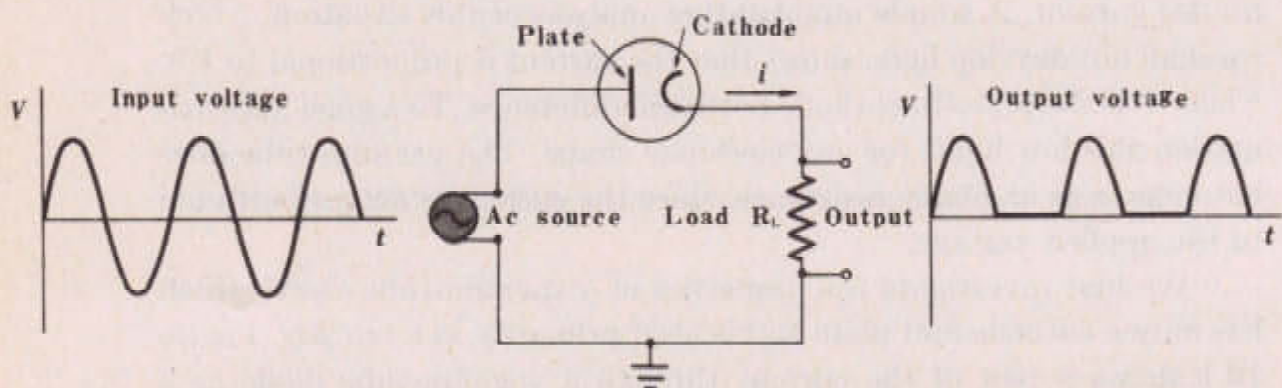 Plate
Cathode
i
V
Input voltage
t
Ac source
Load R_L
Output
V
Output voltage
t